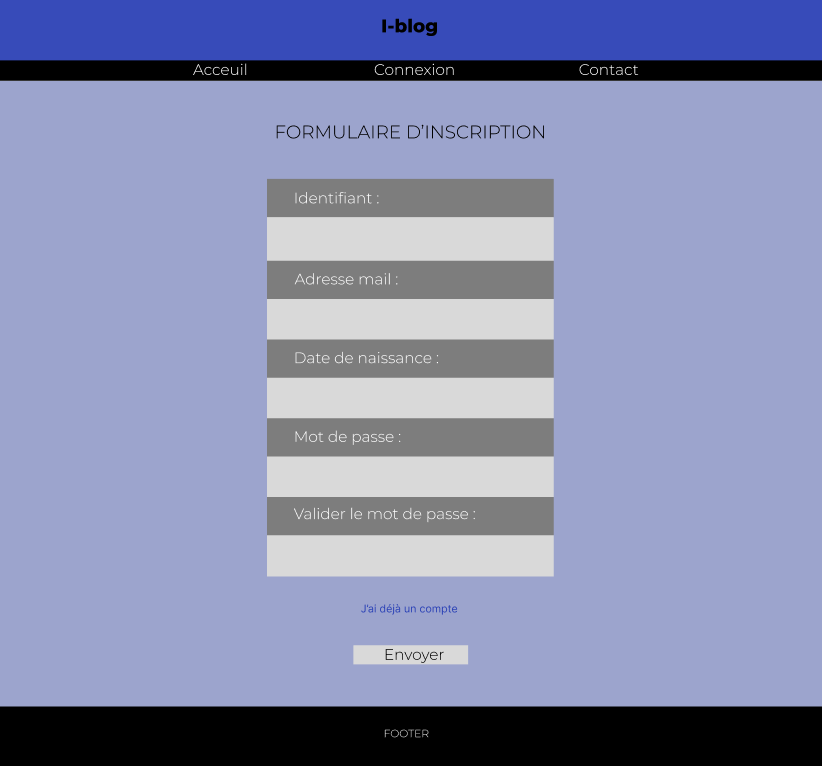 I-blog
Acceuil Connexion Contact
FORMULAIRE D’INSCRIPTION
Identifiant :
Adresse mail :
Date de naissance :
Mot de passe :
Valider le mot de passe :
J’ai déjà un compte
Envoyer
FOOTER